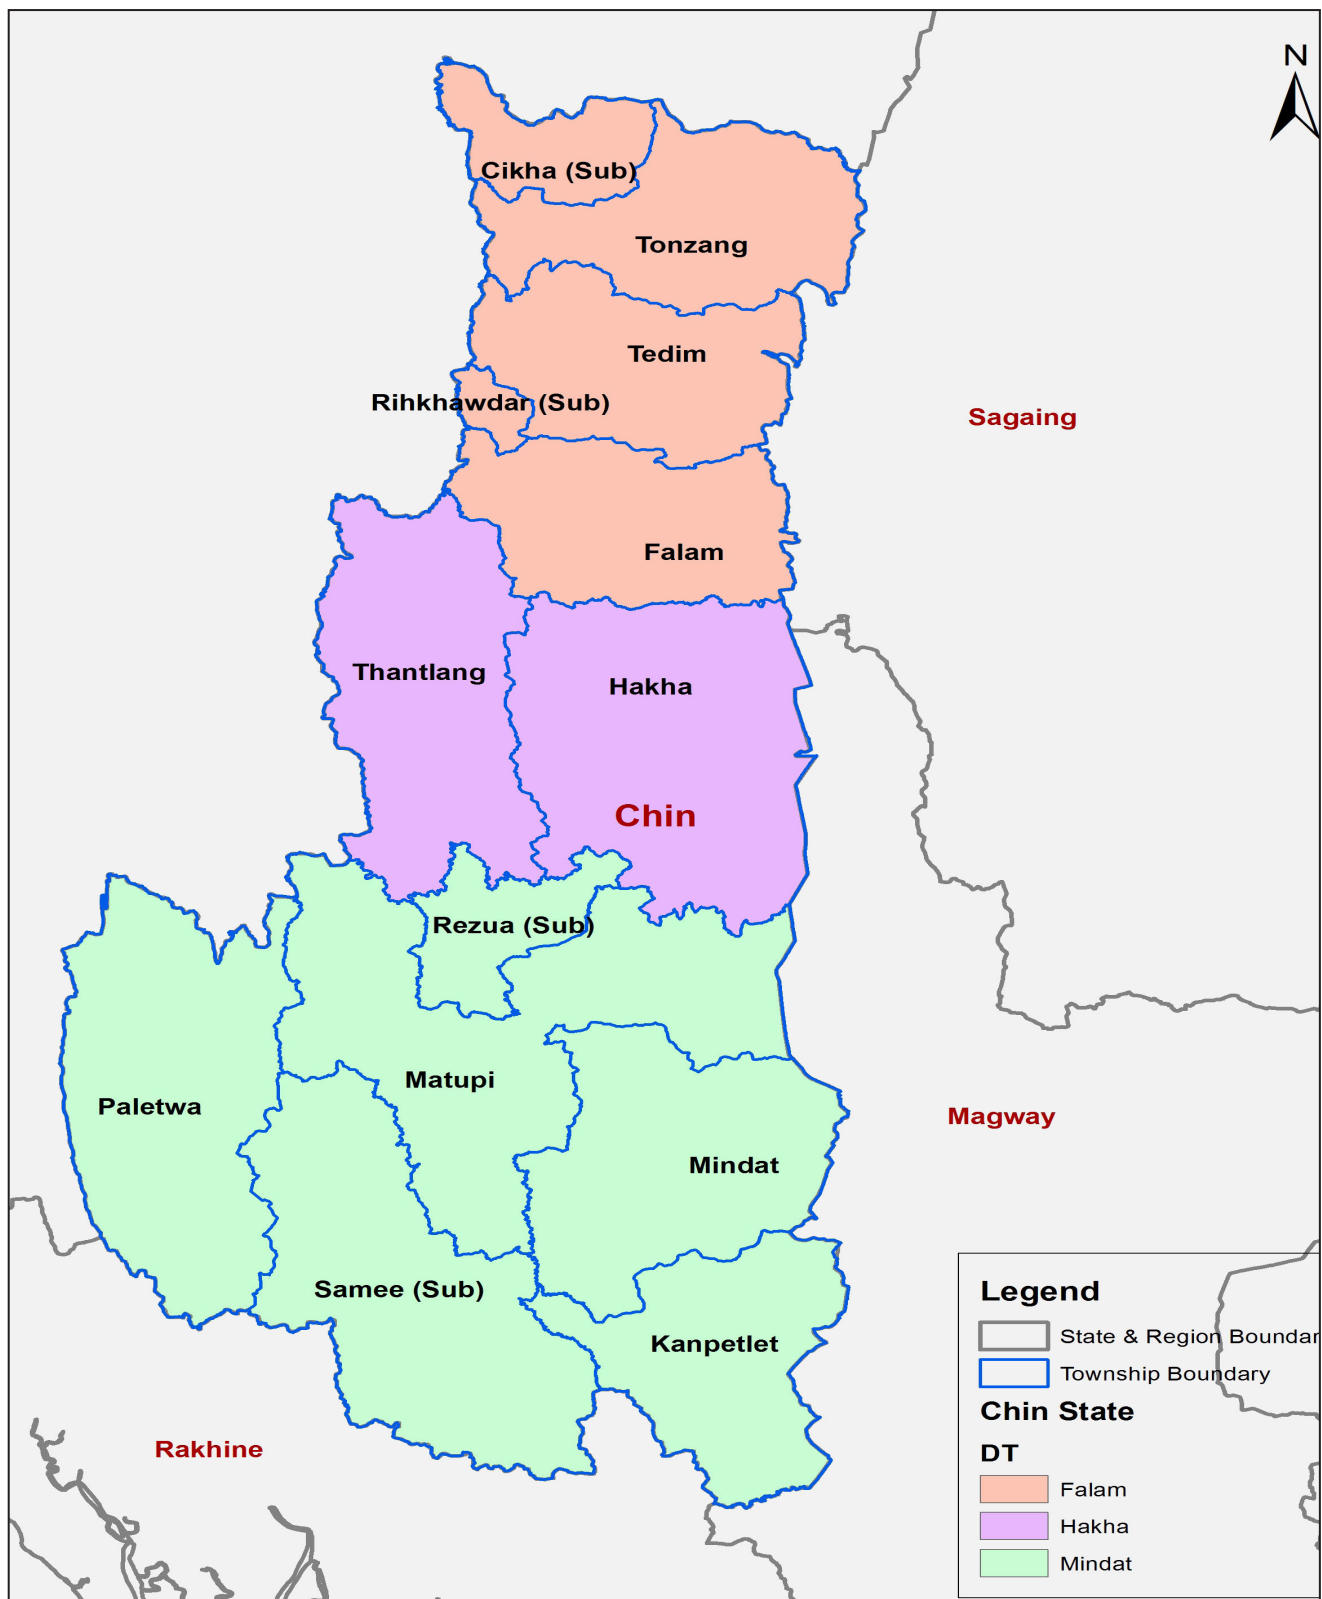 N
Cikha (Sub)
Tonzang
Tedim
Rihkhawdar (Sub)
Sagaing
Falam
Thantlang
Hakha
Chin
Rezua (Sub)
Matupi
Paletwa
Magway
Mindat
Samee (Sub)
Kanpetlet
Rakhine
Legend
State & Region Boundar
Township Boundary
Chin State
DT
Falam
Hakha
Mindat